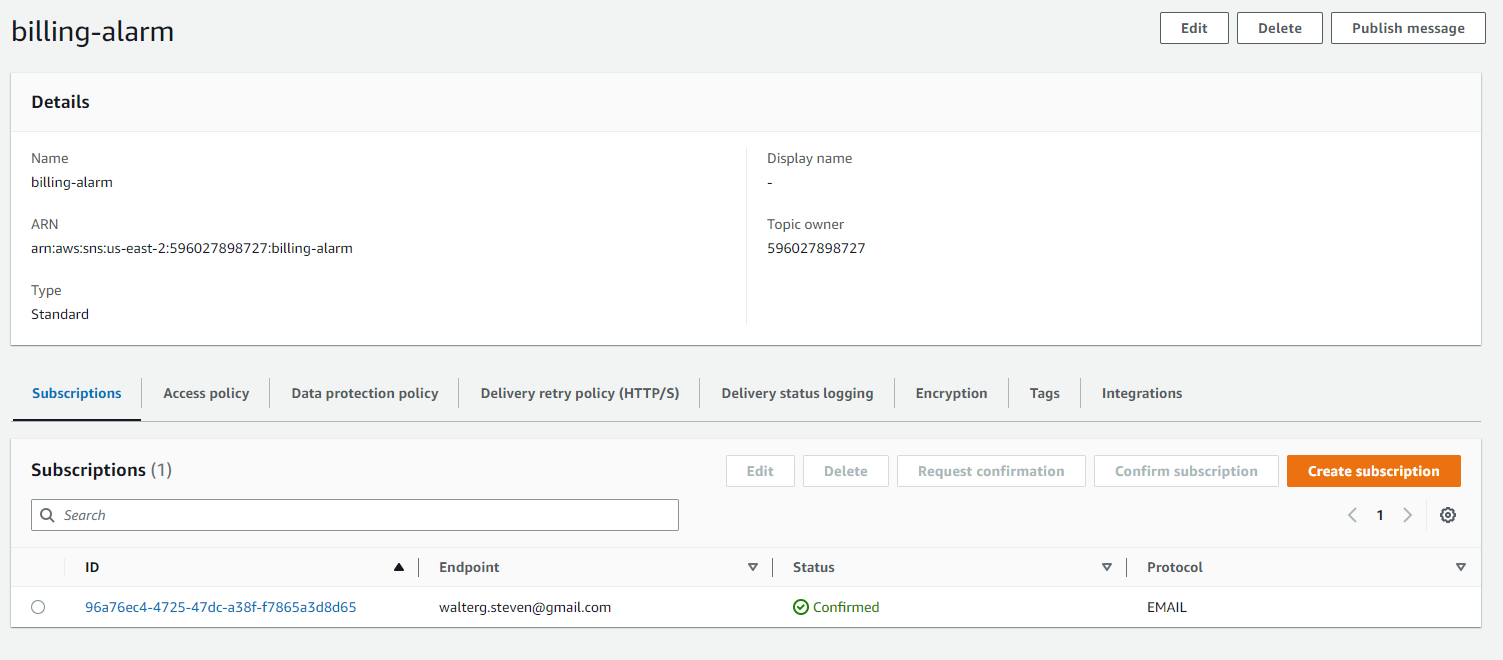 billing-alarm
Edit
Delete
Publish message
Details
Name
billing-alarm
Display name
-
ARN
arn:aws:sns:us-east-2:596027898727:billing-alarm
Topic owner
596027898727
Type
Standard
Subscriptions
Access policy
Data protection policy
Delivery retry policy (HTTP/S)
Delivery status logging
Encryption
Tags
Integrations
Subscriptions (1)
Edit
Delete
Request confirmation
Confirm subscription
Create subscription
Search
1
ID
Endpoint
Status
Protocol
96a76ec4-4725-47dc-a38f-f7865a3d8d65
walterg.steven@gmail.com
Confirmed
EMAIL